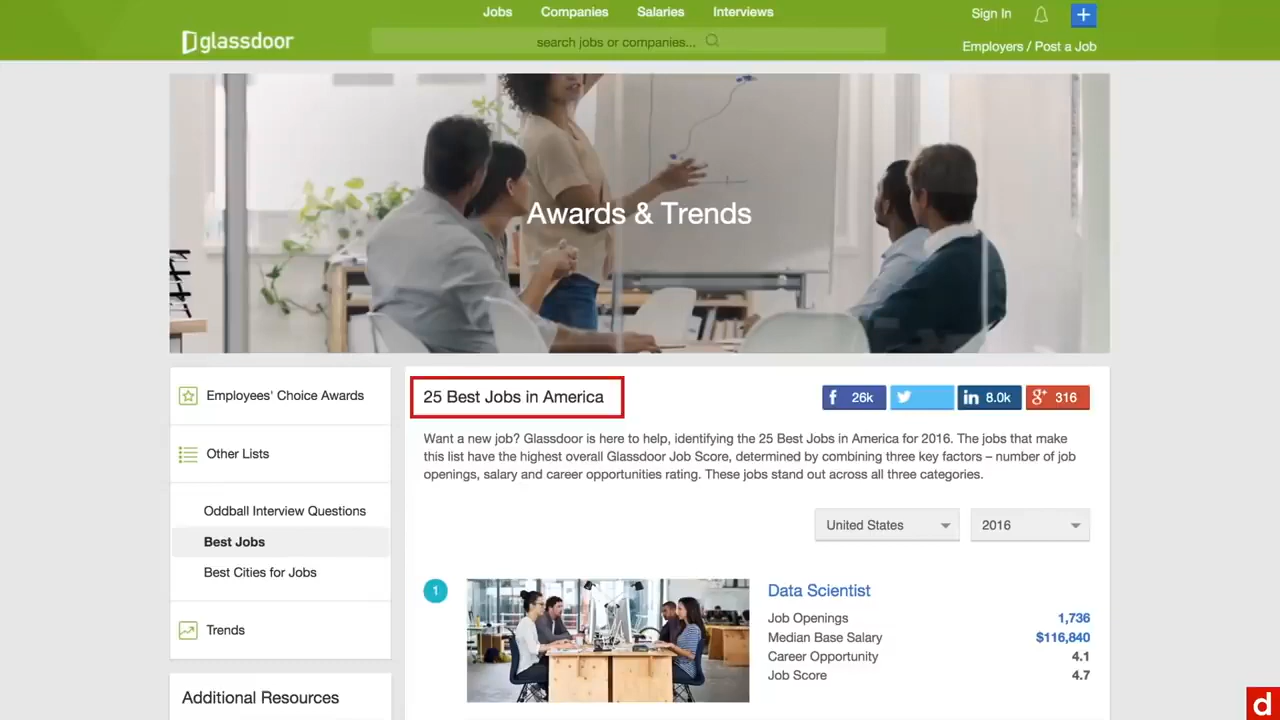 Jobs Companies Salaries Interviews
Sign In
glassdoor
search jobs or companies...
Employers / Post a Job
Awards & Trends
Employees' Choice Awards
Other Lists
Oddball Interview Questions
Best Jobs
Best Cities for Jobs
Trends
Additional Resources
25 Best Jobs in America
26k
in 8.0k
g+ 316
Want a new job? Glassdoor is here to help, identifying the 25 Best Jobs in America for 2016. The jobs that make
this list have the highest overall Glassdoor Job Score, determined by combining three key factors – number of job
openings, salary and career opportunities rating. These jobs stand out across all three categories.
United States 2016
1
Data Scientist
Job Openings 1,736
Median Base Salary $116,840
Career Opportunity 4.1
Job Score 4.7
d